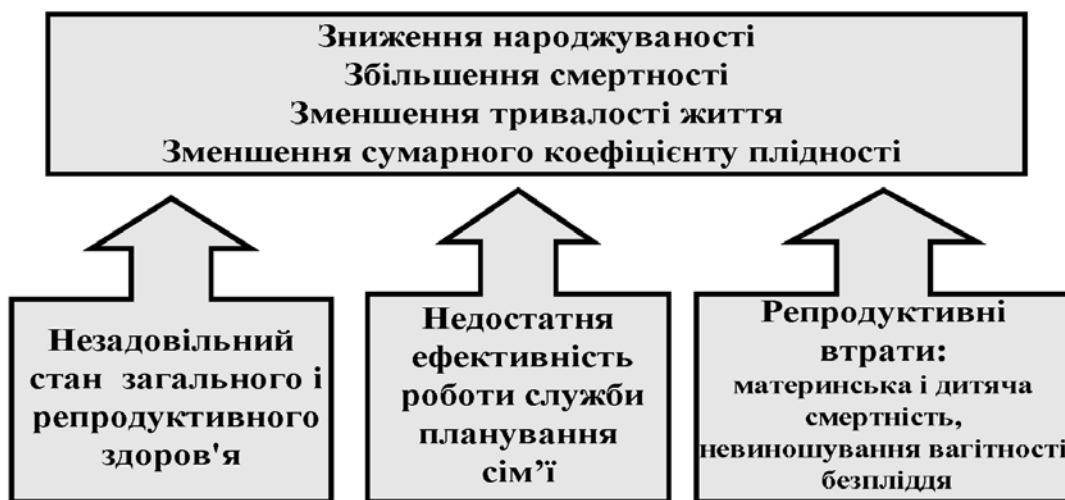 Зниження народжуваності
Збільшення смертності
Зменшення тривалості життя
Зменшення сумарного коефіцієнту плідності
Незадовільний
стан загального і
репродуктивного
здоров'я
Недостатня
ефективність
роботи служби
планування
сім’ї
Репродуктивні
втрати:
материнська і дитяча
смертність,
невиношування вагітності
безпліддя